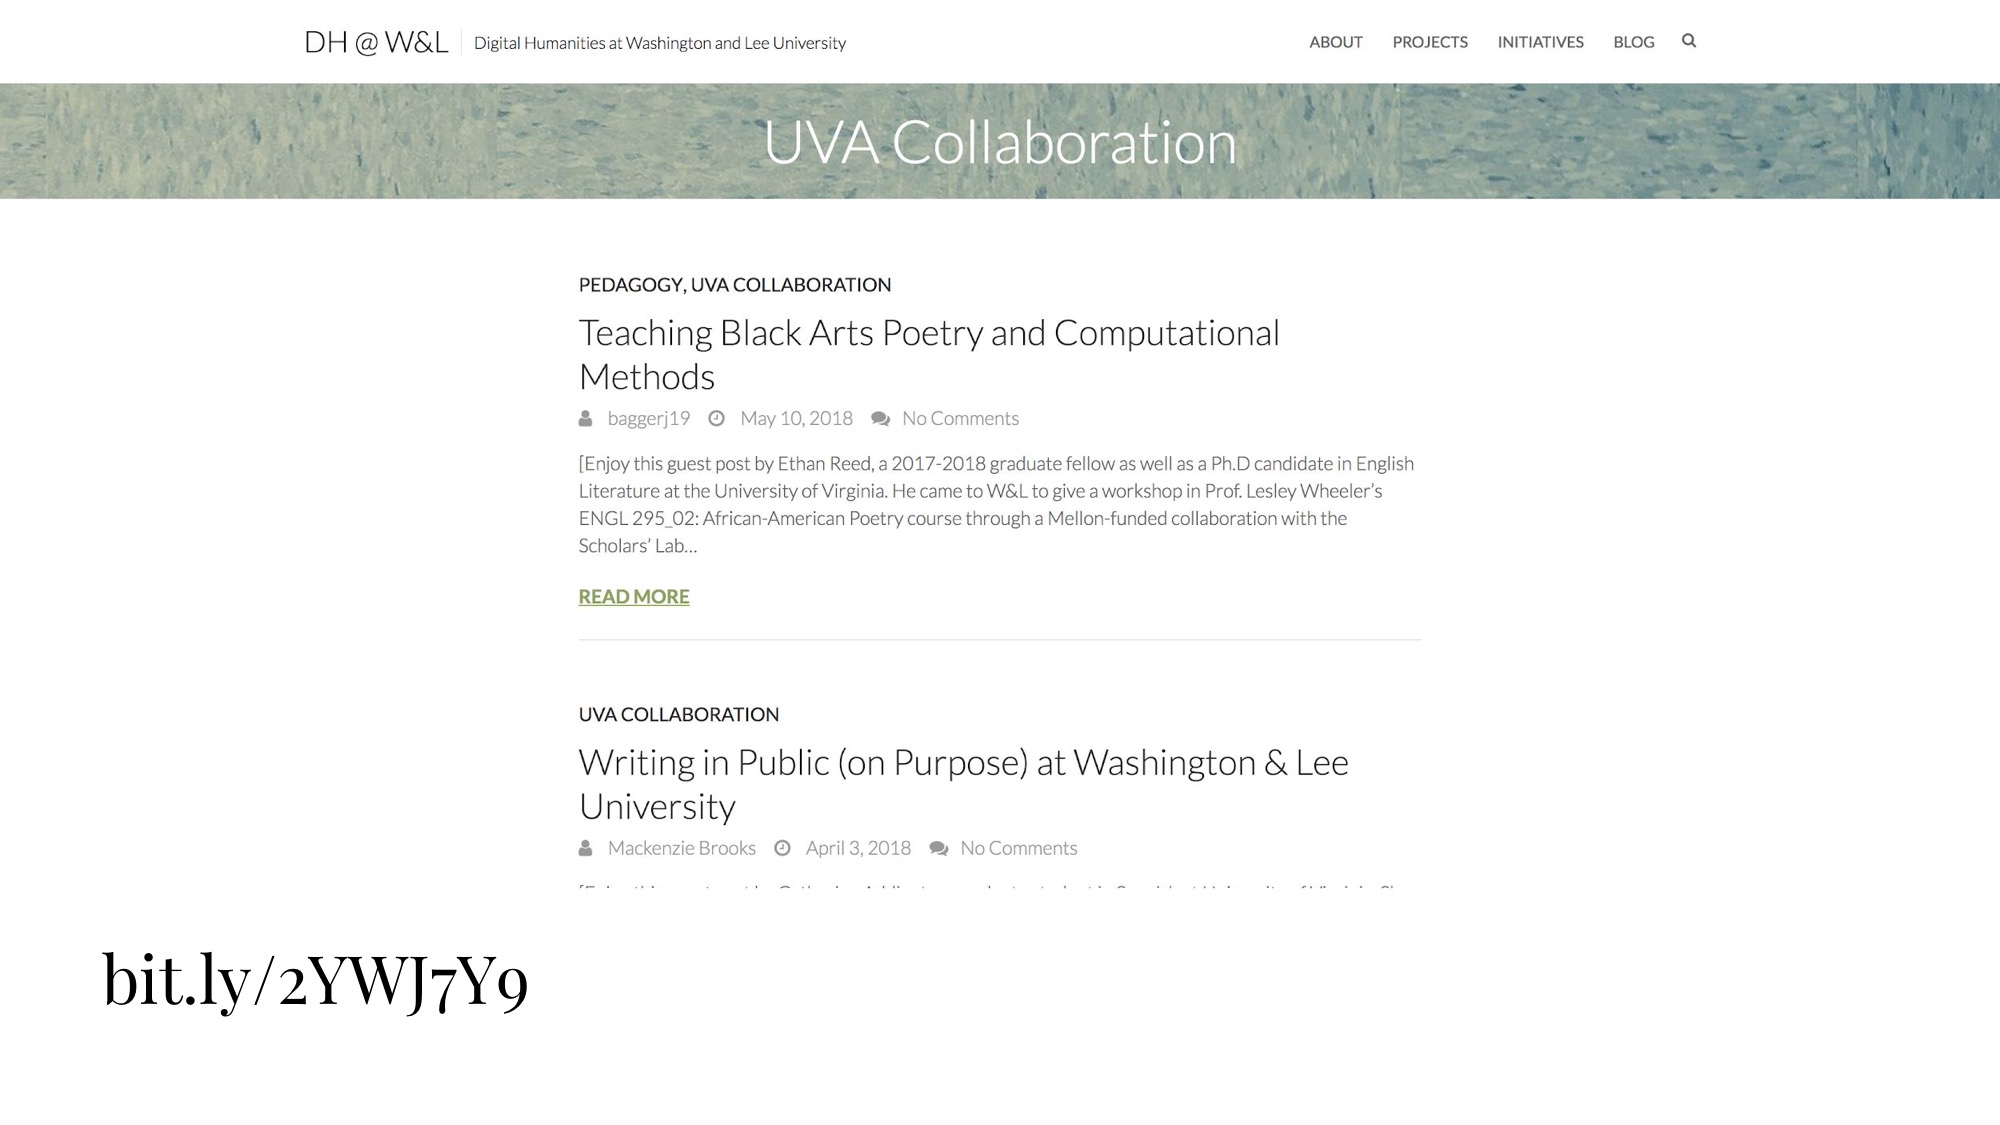 DH @ W&L
Digital Humanities at Washington and Lee University
ABOUT PROJECTS INITIATIVES BLOG
UVA Collaboration
PEDAGOGY, UVA COLLABORATION
Teaching Black Arts Poetry and Computational
Methods
baggerj19 May 10, 2018 No Comments
[Enjoy this guest post by Ethan Reed, a 2017-2018 graduate fellow as well as a Ph.D candidate in English
Literature at the University of Virginia. He came to W&L to give a workshop in Prof. Lesley Wheeler’s
ENGL 295_02: African-American Poetry course through a Mellon-funded collaboration with the
Scholars’ Lab...
READ MORE
UVA COLLABORATION
Writing in Public (on Purpose) at Washington & Lee
University
Mackenzie Brooks April 3, 2018 No Comments
bit.ly/2YWJ7Y9